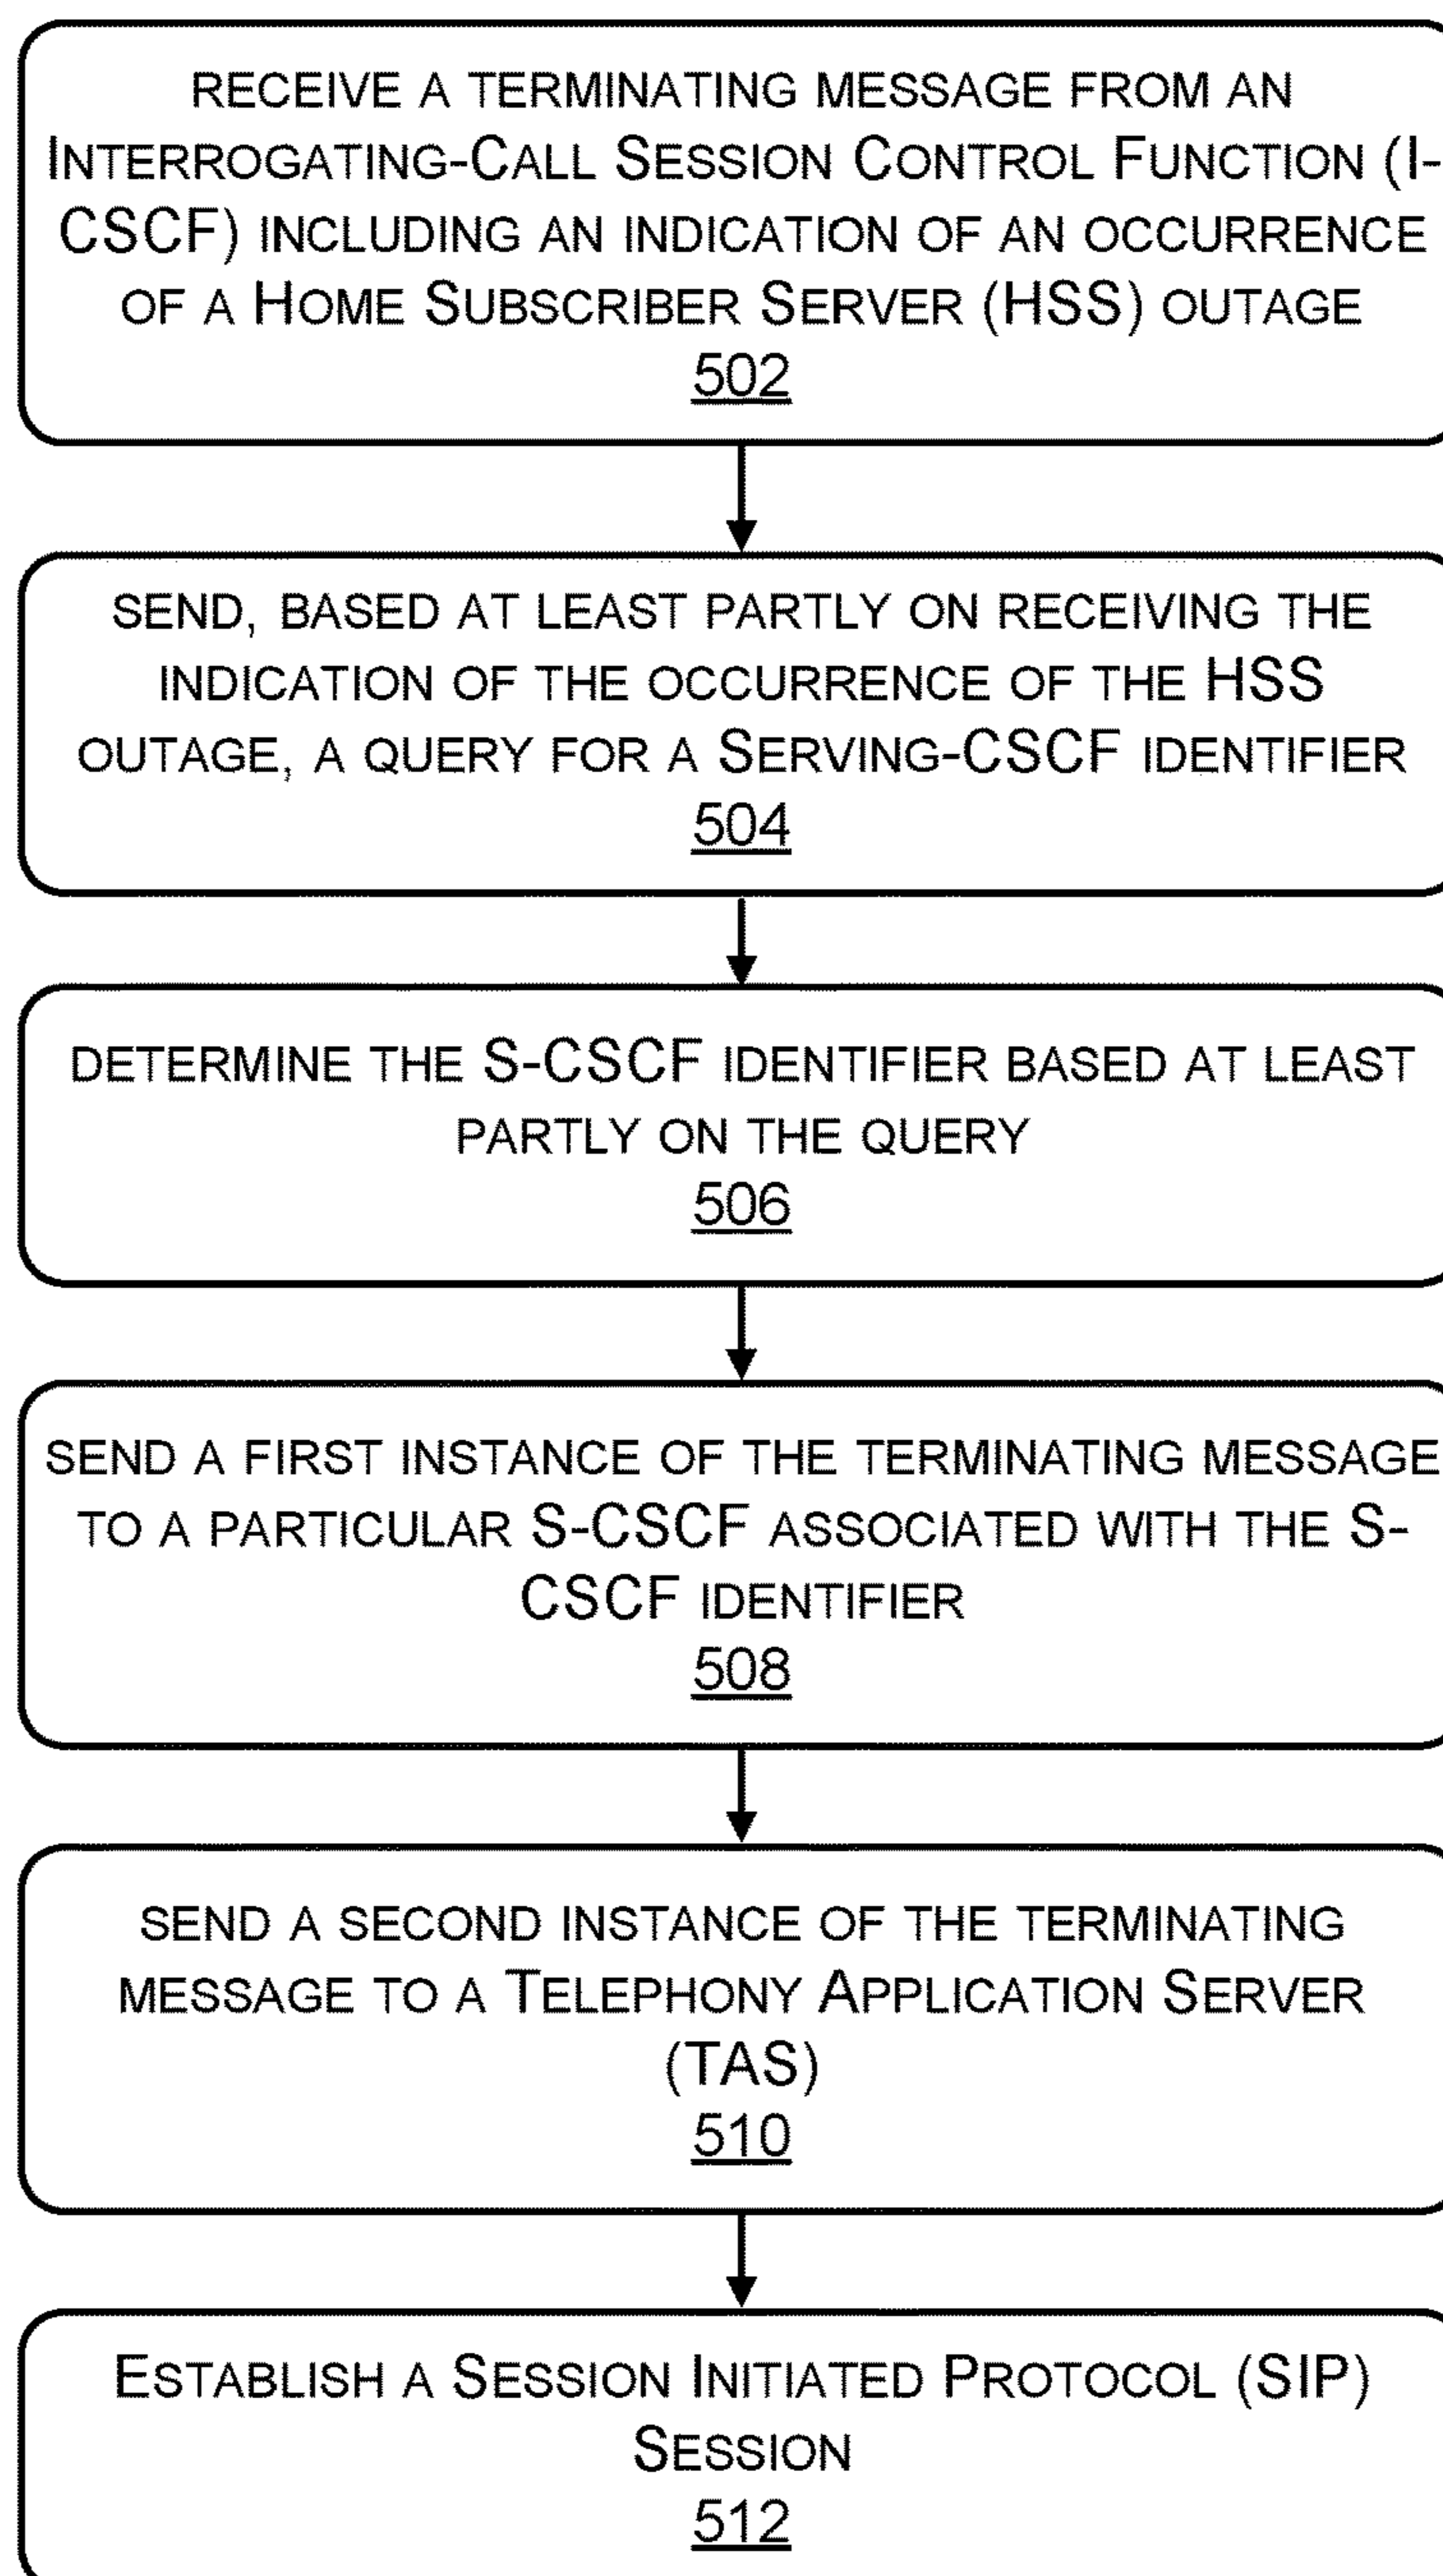 RECEIVE A TERMINATING MESSAGE FROM AN
INTERROGATING-CALL SESSION CONTROL FUNCTION (I-
CSCF) INCLUDING AN INDICATION OF AN OCCURRENCE
OF A HOME SUBSCRIBER SERVER (HSS) OUTAGE
502
SEND, BASED AT LEAST PARTLY ON RECEIVING THE
INDICATION OF THE OCCURRENCE OF THE HSS
OUTAGE, A QUERY FOR A SERVING-CSCF IDENTIFIER
504
DETERMINE THE S-CSCF IDENTIFIER BASED AT LEAST
PARTLY ON THE QUERY
506
SEND A FIRST INSTANCE OF THE TERMINATING MESSAGE
TO A PARTICULAR S-CSCF ASSOCIATED WITH THE S-
CSCF IDENTIFIER
508
SEND A SECOND INSTANCE OF THE TERMINATING
MESSAGE TO A TELEPHONY APPLICATION SERVER
(TAS)
510
ESTABLISH A SESSION INITIATED PROTOCOL (SIP)
SESSION
512